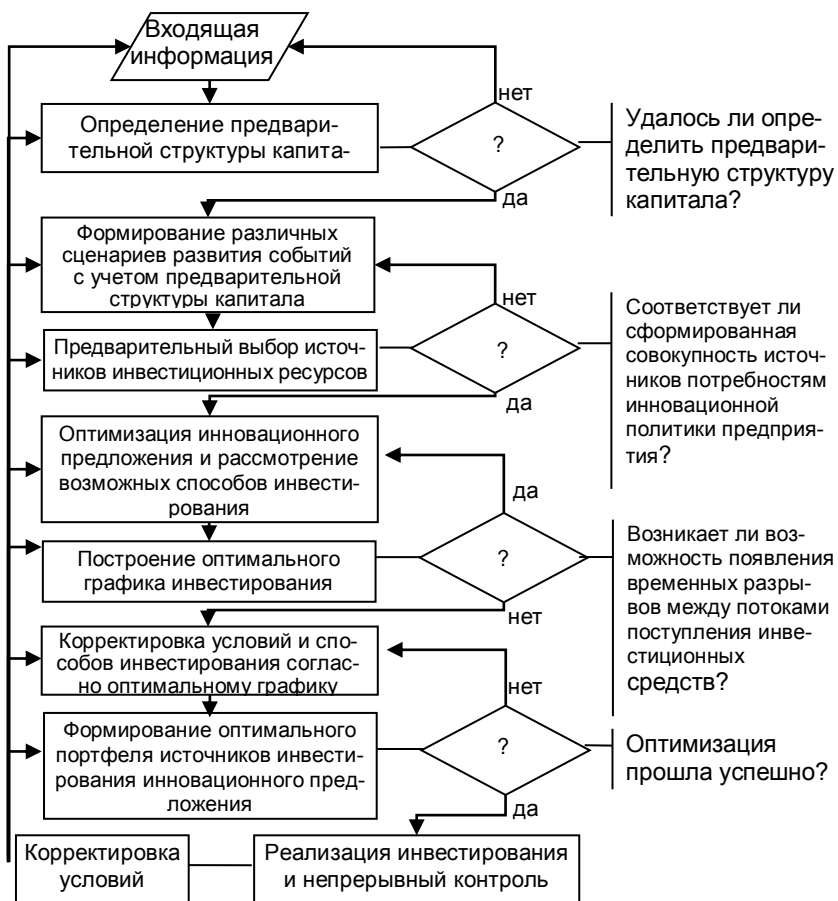 Входящая
информация
нет
Определение предвари-
тельной структуры капита-
?
Удалось ли опре-
делить предвари-
тельную структуру
капитала?
да
Формирование различных
сценариев развития событий
с учетом предварительной
структуры капитала
нет
Предварительный выбор источ-
ников инвестиционных ресурсов
?
Соответствует ли
сформированная
совокупность источ-
ников потребностям
инновационной
политики предприя-
тия?
да
Оптимизация инновационного
предложения и рассмотрение
возможных способов инвести-
рования
да
Построение оптимального
графика инвестирования
?
Возникает ли воз-
можность появления
временных разры-
вов между потоками
поступления инве-
стиционных
средств?
нет
Корректировка условий и спо-
собов инвестирования соглас-
но оптимальному графику
нет
Формирование оптимального
портфеля источников инвести-
рования инновационного пред-
ложения
?
Оптимизация
прошла успешно?
да
Корректировка
условий
Реализация инвестирования
и непрерывный контроль